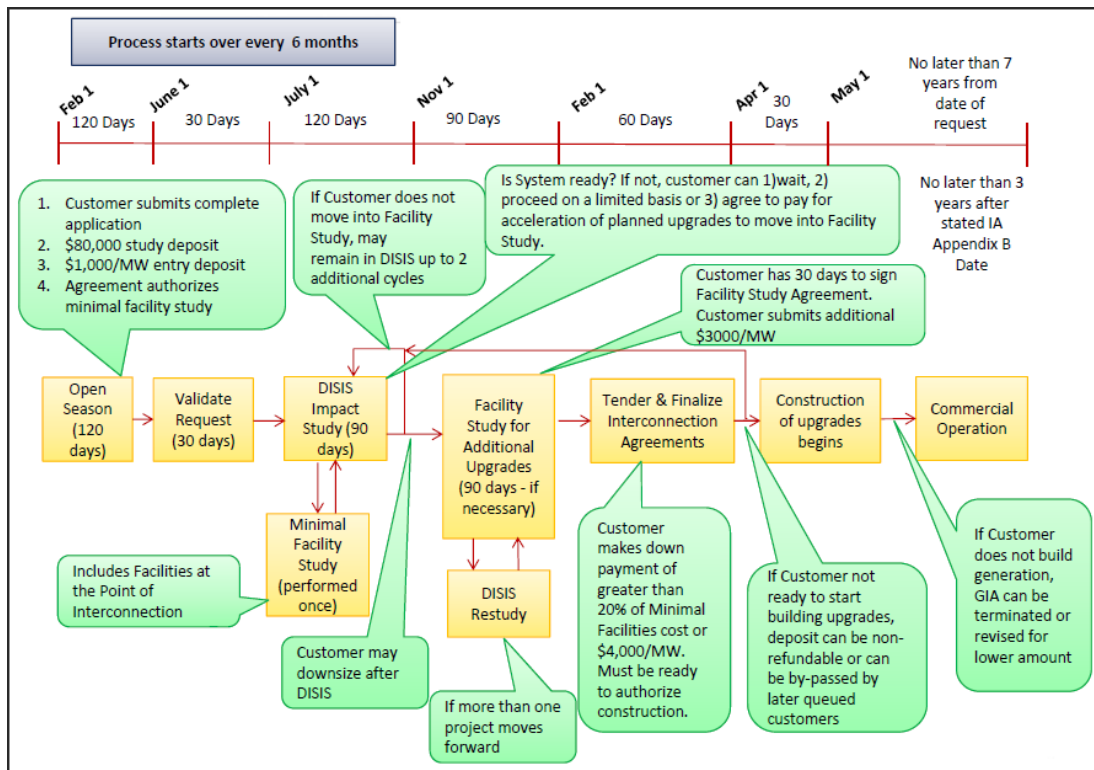 Process starts over every 6 months
Feb 1
June 1
July 1
Nov 1
Feb 1
Apr 1
May 1
120 Days
30 Days
120 Days
90 Days
60 Days
30
Days
No later than 7
years from
date of
request
No later than 3
years after
stated IA
Appendix B
Date
1. Customer submits complete
application
2. $80,000 study deposit
3. $1,000/MW entry deposit
4. Agreement authorizes
minimal facility study
If Customer does not
move into Facility
Study, may
remain in DISIS up to 2
additional cycles
Is System ready? If not, customer can 1)wait, 2)
proceed on a limited basis or 3) agree to pay for
acceleration of planned upgrades to move into Facility
Study.
Customer has 30 days to sign
Facility Study Agreement.
Customer submits additional
$3000/MW
Open
Season
(120
days)
Validate
Request
(30 days)
DISIS
Impact
Study (90
days)
Facility
Study for
Additional
Upgrades
(90 days - if
necessary)
Tender & Finalize
Interconnection
Agreements
Construction
of upgrades
begins
Commercial
Operation
Minimal
Facility
Study
(performed
once)
DISIS
Restudy
Includes Facilities at
the Point of
Interconnection
Customer may
downsize after
DISIS
If more than one
project moves
forward
Customer
makes down
payment of
greater than
20% of Minimal
Facilities cost or
$4,000/MW.
Must be ready
to authorize
construction.
If Customer not
ready to start
building upgrades,
deposit can be non-
refundable or can
be by-passed by
later queued
customers
If Customer
does not build
generation,
GIA can be
terminated or
revised for
lower amount